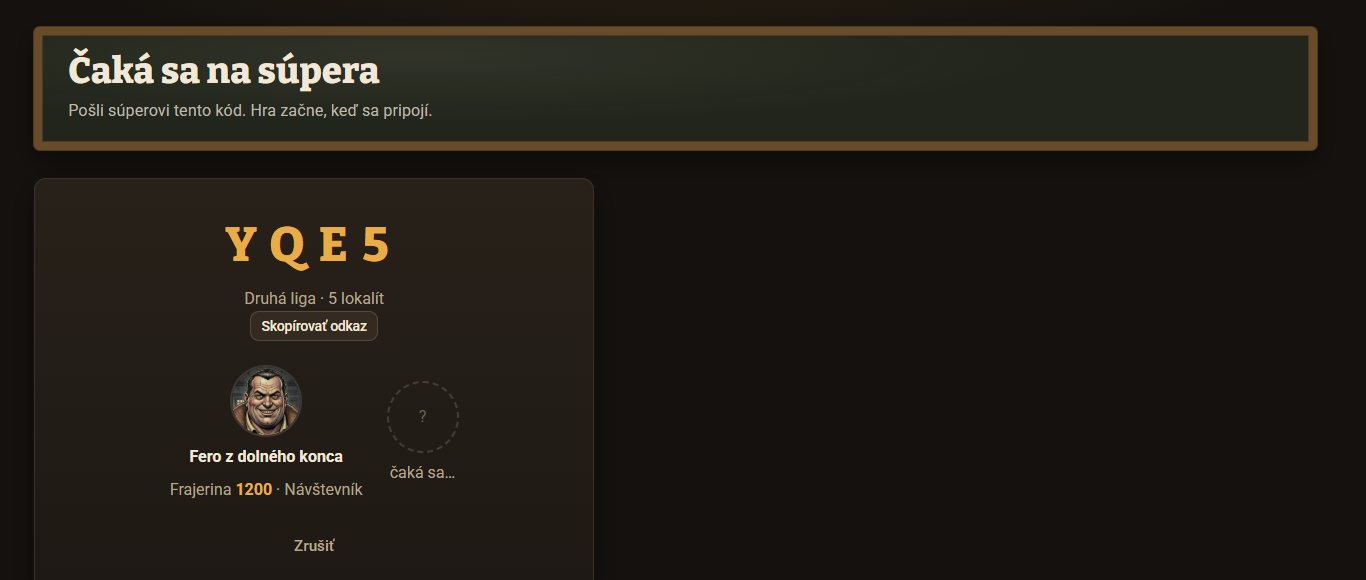 Čaká sa na súpera
Pošli súperovi tento kód. Hra začne, keď sa pripojí.
YQE5
Druhá liga · 5 lokalít
Skopírovať odkaz
?
Fero z dolného konca
čaká sa…
Frajerina 1200 · Návštevník
Zrušiť